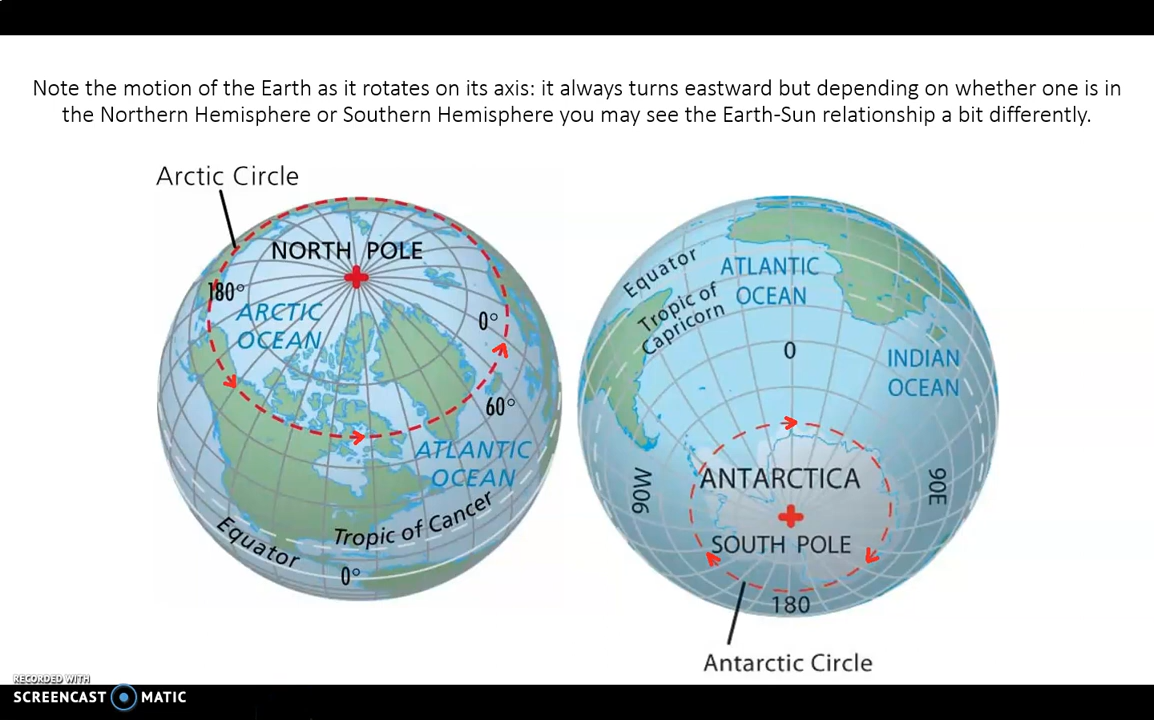 Note the motion of the Earth as it rotates on its axis: it always turns eastward but depending on whether one is in
the Northern Hemisphere or Southern Hemisphere you may see the Earth-Sun relationship a bit differently.
Arctic Circle
NORTH POLE
180°
ARCTIC
OCEAN
0°
60°
ATLANTIC
OCEAN
Tropic of Cancer
Equator
0°
Equator
ATLANTIC
OCEAN
Tropic of
Capricorn
0
INDIAN
OCEAN
90W
ANTARCTICA
90E
SOUTH POLE
180
Antarctic Circle
RECORDED WITH
SCREENCAST MATIC